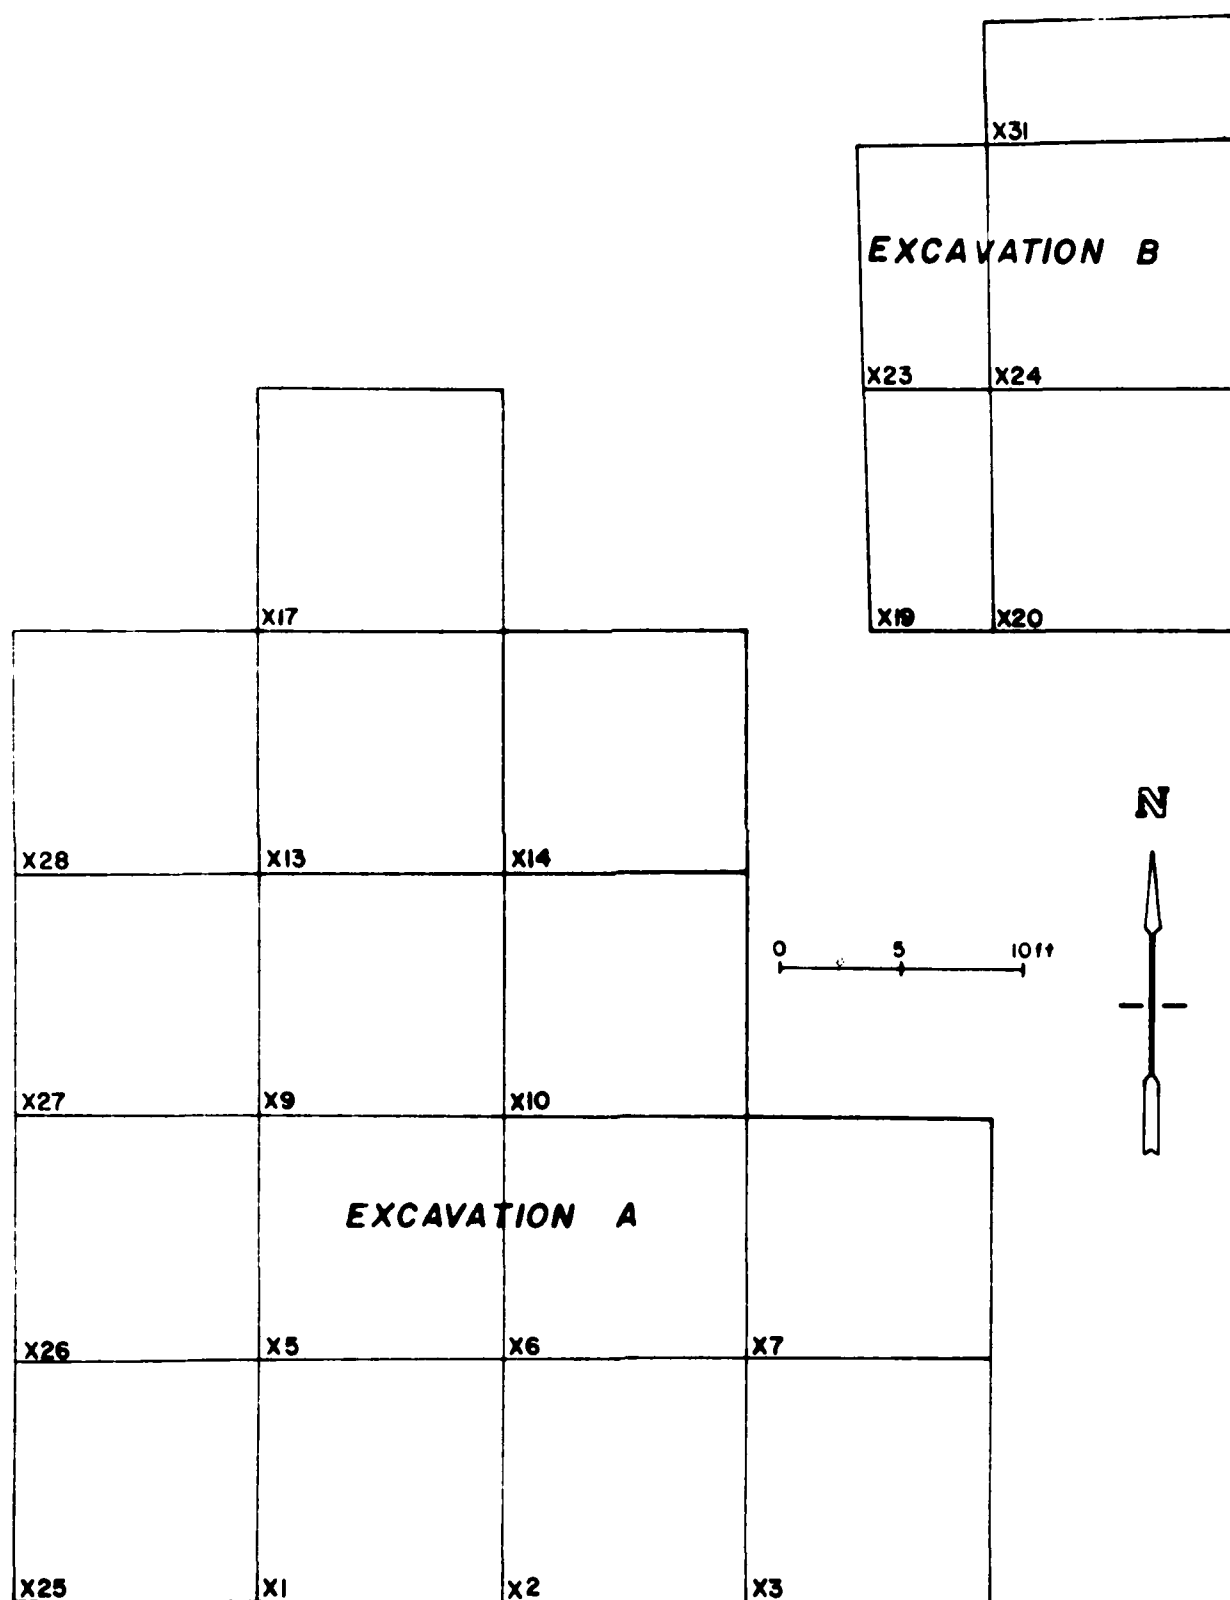 X31
EXCAVATION B
X23 X24
X17
X19 X20
N
X28 X13 X14
0 5 10ft
X27 X9 X10
EXCAVATION A
X26 X5 X6 X7
X25 X1 X2 X3